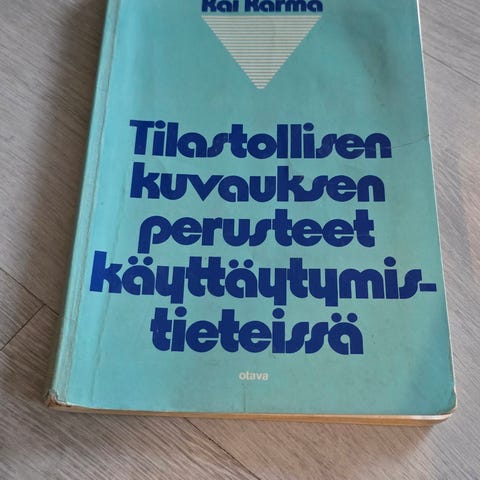 Kai Karma
Tilastollisen
kuvauksen
perusteet
käyttäytymis-
tieteissä
otava